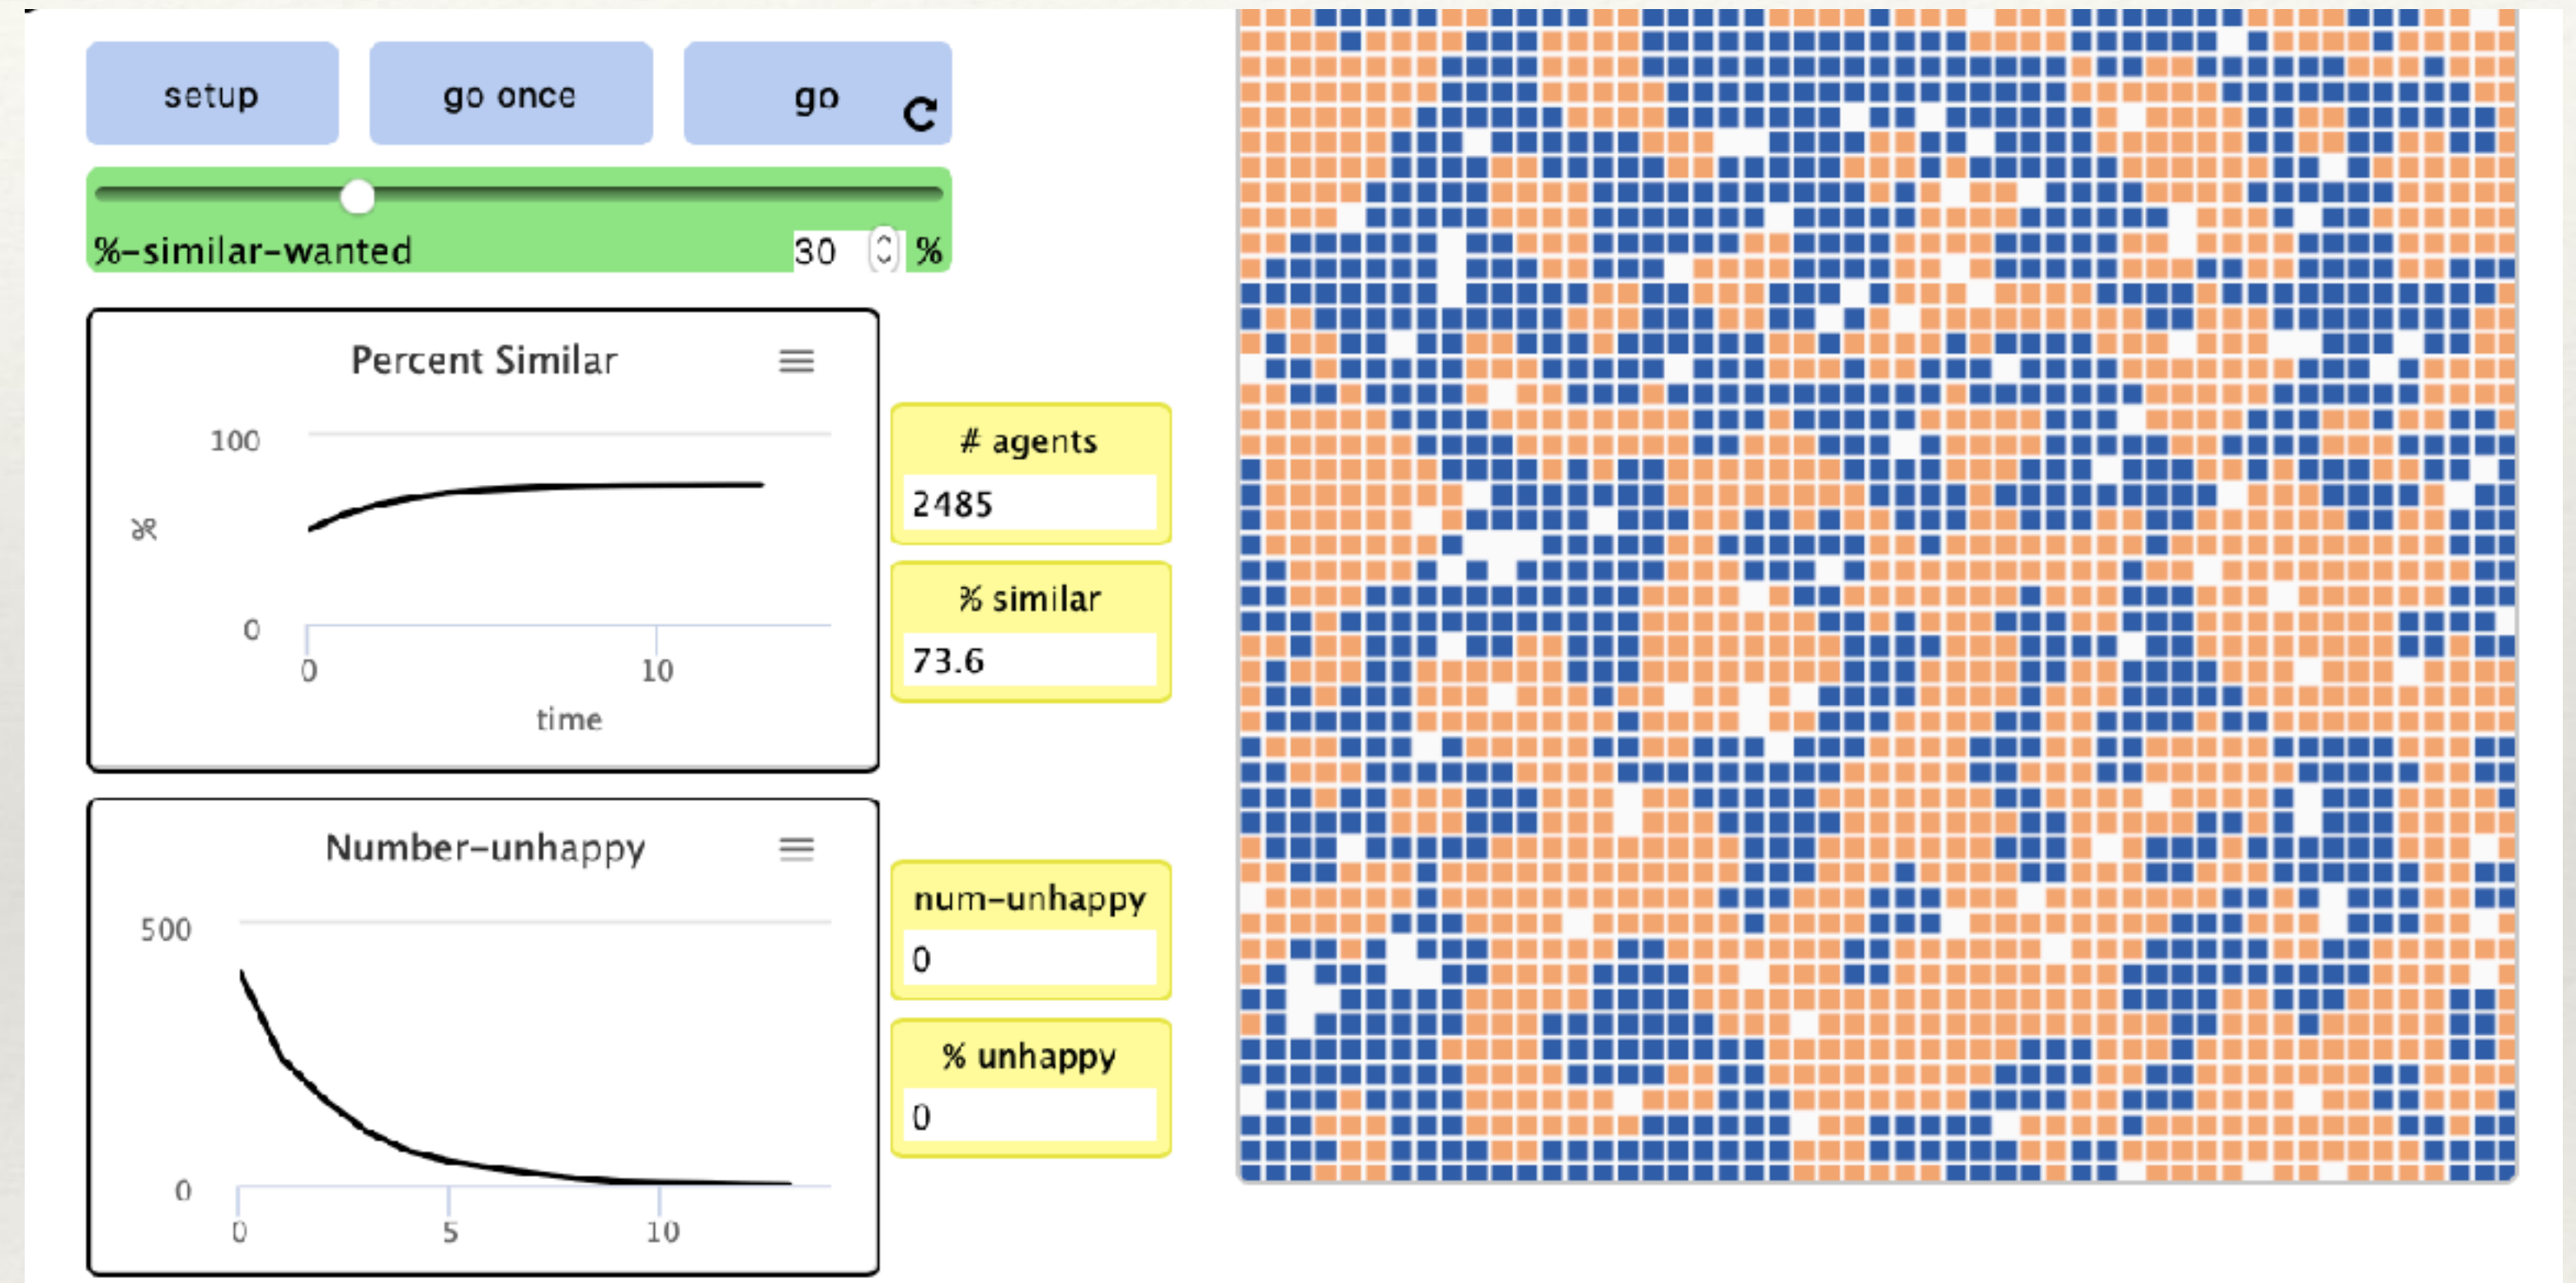 setup
go once
go
%-similar-wanted
30
%
Percent Similar
100
%
0
0
10
time
# agents
2485
% similar
73.6
Number-unhappy
500
0
0
5
10
num-unhappy
0
% unhappy
0